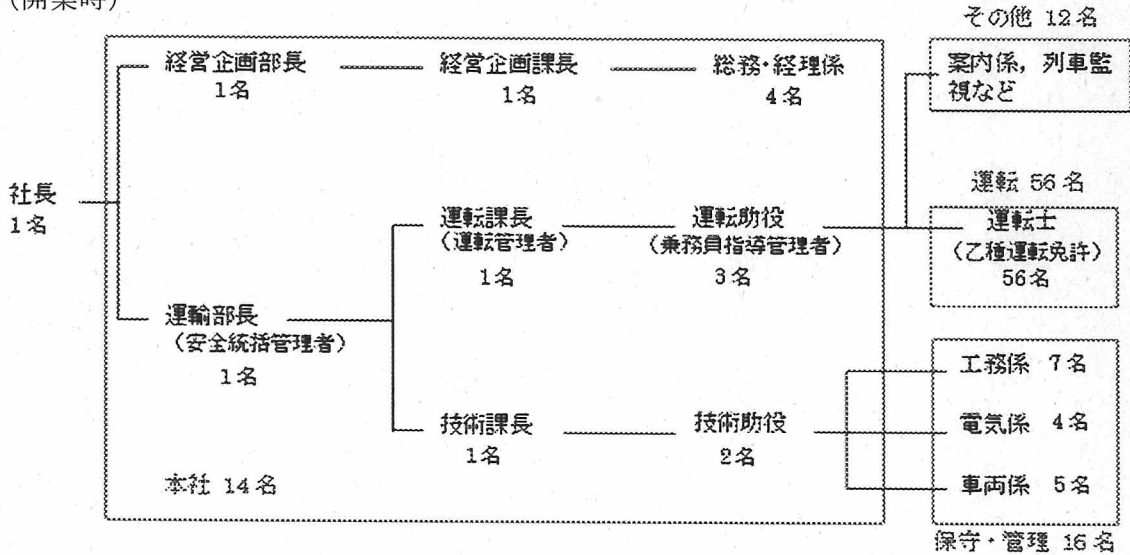 (開業時)
その他 12名
経営企画部長
1名
経営企画課長
1名
総務・経理係
4名
案内係，列車監
視など
社長
1名
運転 56名
運転課長
(運転管理者)
1名
運転助役
(乗務員指導管理者)
3名
運転士
(乙種運転免許)
56名
運輸部長
(安全統括管理者)
1名
工務係 7名
技術課長
1名
技術助役
2名
電気係 4名
車両係 5名
本社 14名
保守・管理 16名